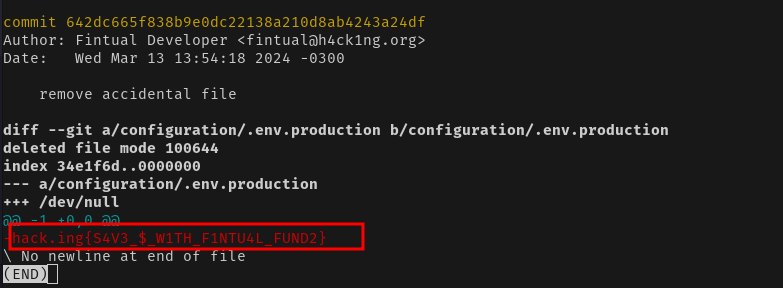 commit 642dc665f838b9e0dc22138a210d8ab4243a24df
Author: Fintual Developer <fintual@h4ck1ng.org>
Date:   Wed Mar 13 13:54:18 2024 -0300
    remove accidental file
diff --git a/configuration/.env.production b/configuration/.env.production
deleted file mode 100644
index 34e1f6d..0000000
--- a/configuration/.env.production
+++ /dev/null
@@ -1 +0,0 @@
-hack.ing{S4V3_$_W1TH_F1NTU4L_FUND2}
\ No newline at end of file
(END)